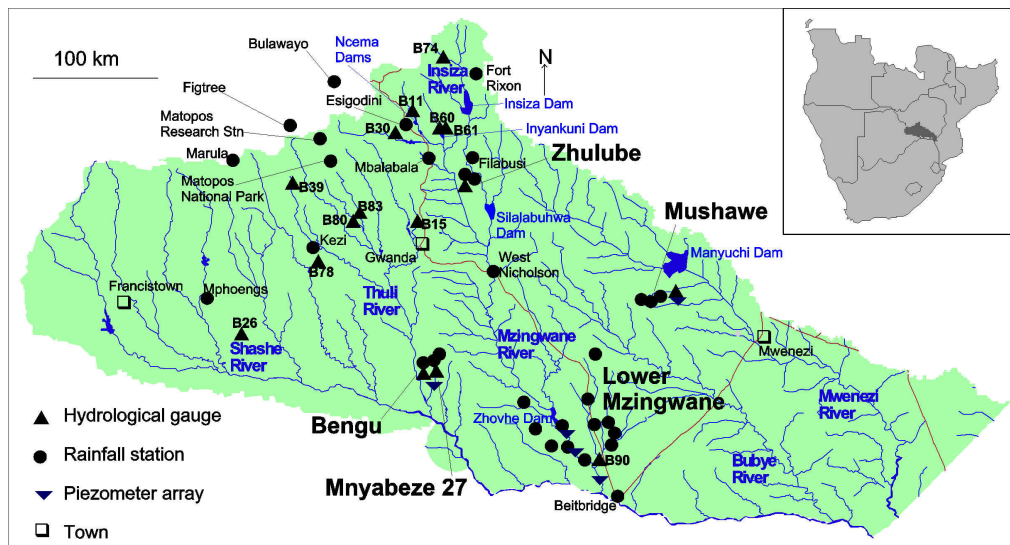 100 km
Bulawayo
Ncema
Dams
B74
Insiza
River
N
Fort
Rixon
Figtree
Esigodini
B11
Insiza Dam
Matopos
Research Stn
B30
B60
B61
Inyankuni Dam
Marula
Mbalabala
Filabusi
Zhulube
Matopos
National Park
B39
B83
B80
B15
Silalabuhwa
Dam
Mushawe
Kezi
Gwanda
West
Nicholson
Manyuchi Dam
B78
Francistown
Mphoengs
Thuli
River
B26
Shashe
River
Mzingwane
River
Mwenezi
Lower
Mzingwane
Mwenezi
River
Hydrological gauge
Bengu
Zhovhe Dam
Rainfall station
B90
Bubye
River
Piezometer array
Mnyabeze 27
Beitbridge
Town